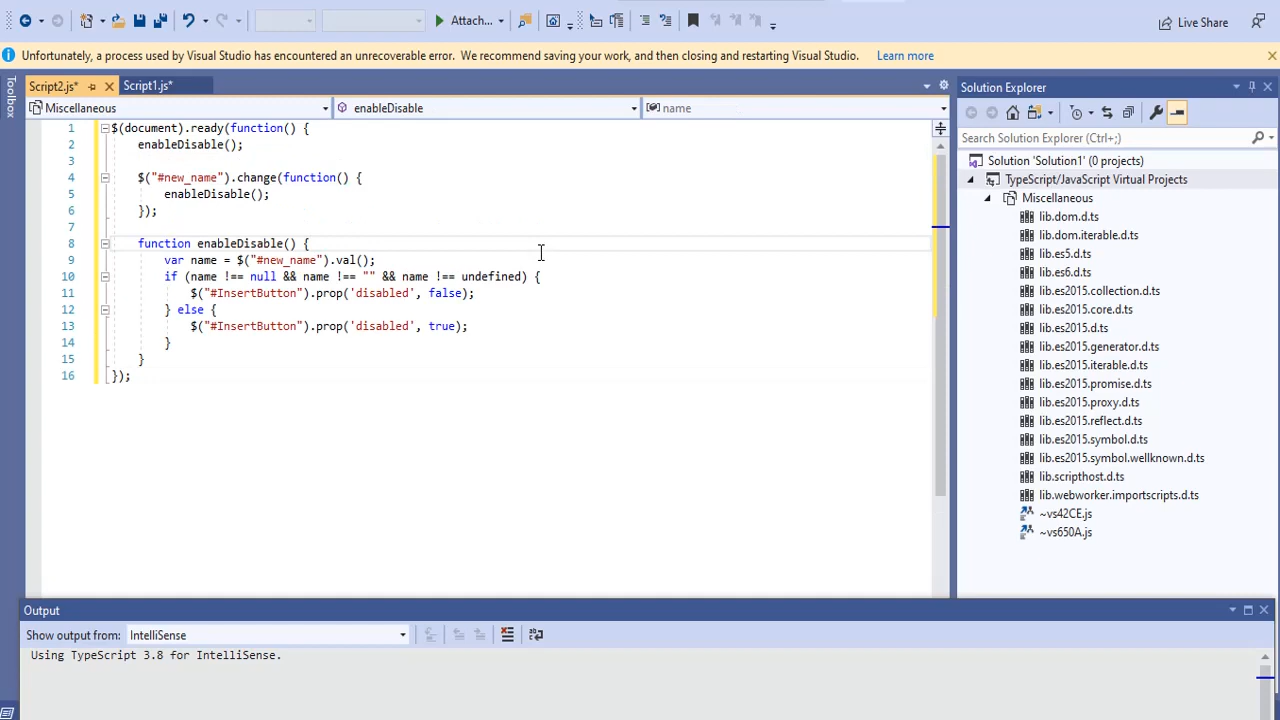 Attach...
Live Share
Unfortunately, a process used by Visual Studio has encountered an unrecoverable error. We recommend saving your work, and then closing and restarting Visual Studio. Learn more
Toolbox
Script2.js* Script1.js*
Miscellaneous enableDisable name
1 $(document).ready(function() {
2 enableDisable();
3
4 $("#new_name").change(function() {
5 enableDisable();
6 });
7
8 function enableDisable() {
9 var name = $("#new_name").val();
10 if (name !== null && name !== "" && name !== undefined) {
11 $("#InsertButton").prop('disabled', false);
12 } else {
13 $("#InsertButton").prop('disabled', true);
14 }
15 }
16 });
Solution Explorer
Search Solution Explorer (Ctrl+;)
Solution 'Solution1' (0 projects)
TypeScript/JavaScript Virtual Projects
Miscellaneous
lib.dom.d.ts
lib.dom.iterable.d.ts
lib.es5.d.ts
lib.es6.d.ts
lib.es2015.collection.d.ts
lib.es2015.core.d.ts
lib.es2015.d.ts
lib.es2015.generator.d.ts
lib.es2015.iterable.d.ts
lib.es2015.promise.d.ts
lib.es2015.proxy.d.ts
lib.es2015.reflect.d.ts
lib.es2015.symbol.d.ts
lib.es2015.symbol.wellknown.d.ts
lib.scripthost.d.ts
lib.webworker.importscripts.d.ts
~vs42CE.js
~vs650A.js
Output
Show output from: IntelliSense
Using TypeScript 3.8 for IntelliSense.